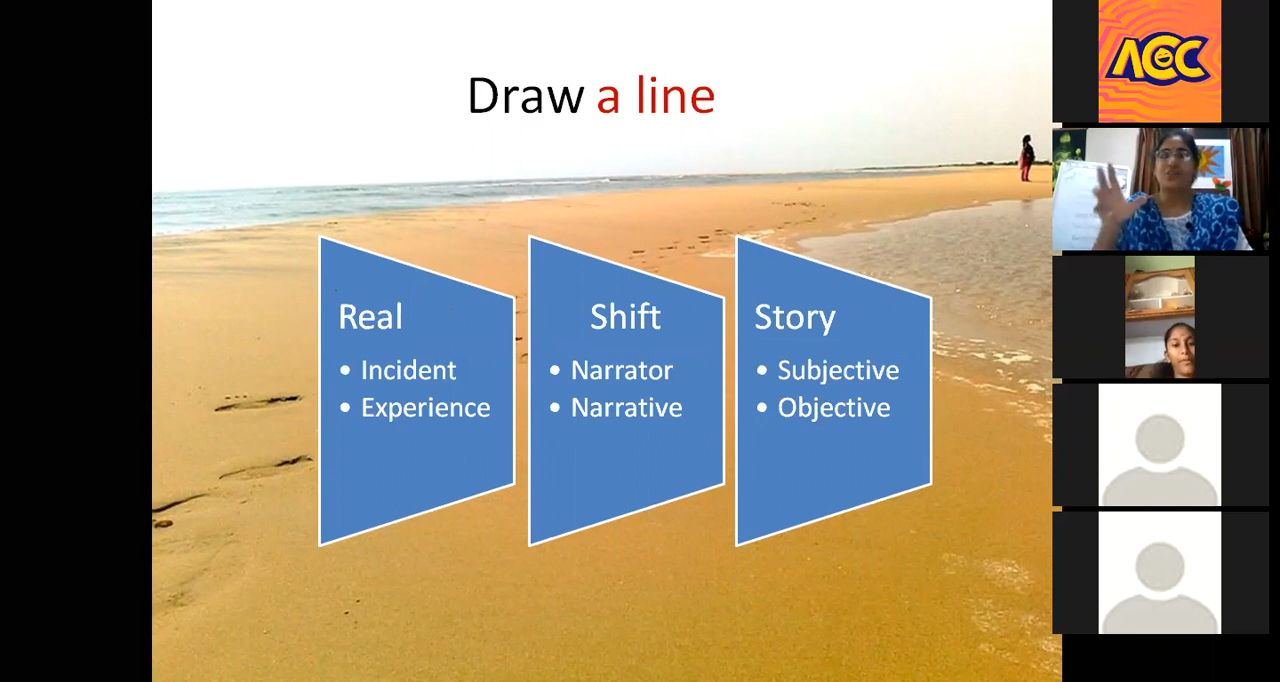 Draw a line
Real
• Incident
• Experience
Shift
• Narrator
• Narrative
Story
• Subjective
• Objective
ACC